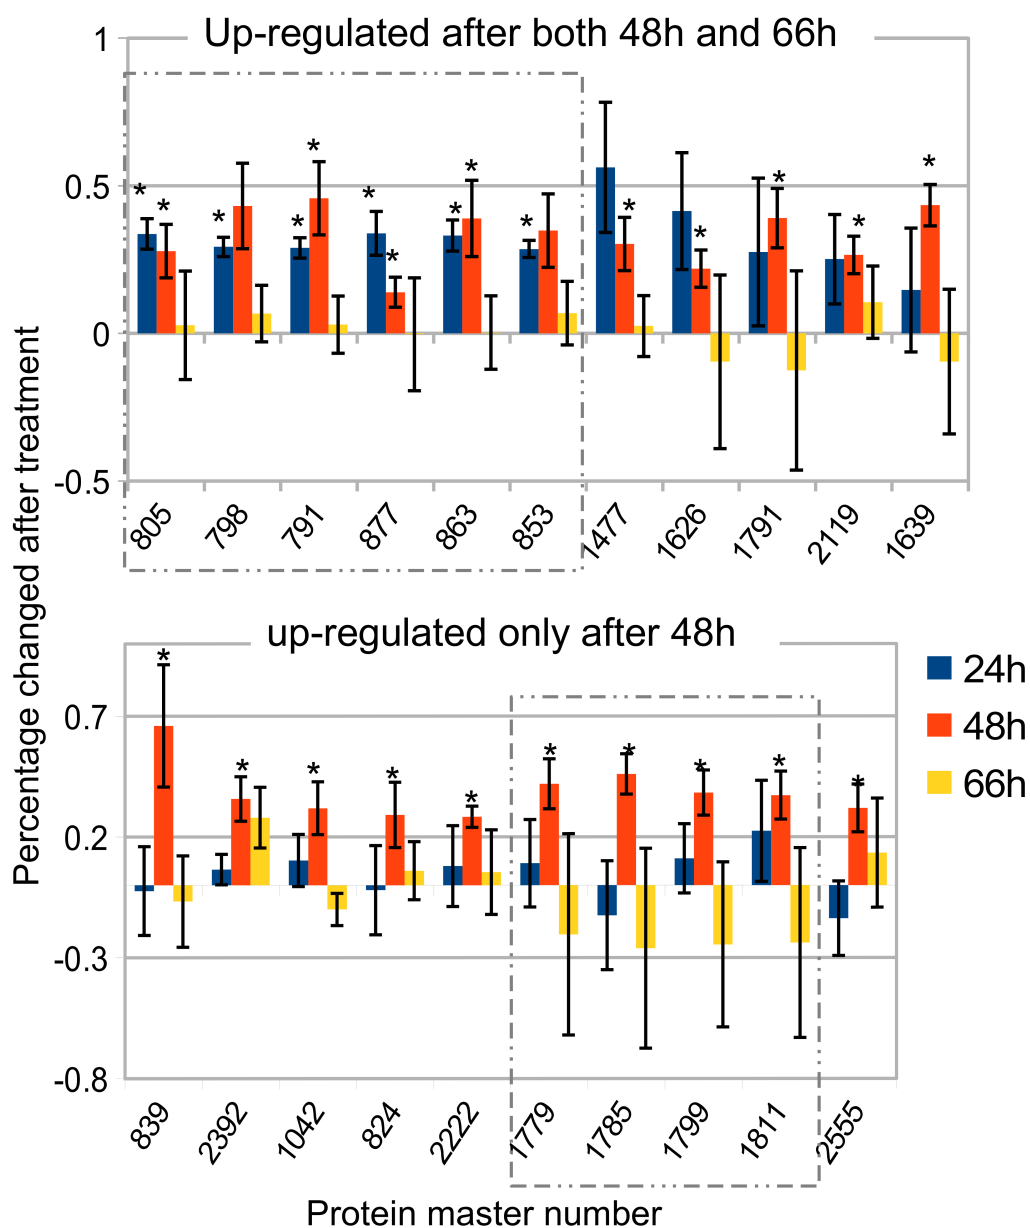 Up-regulated after both 48h and 66h
1
0.5
0
-0.5
* * * * * * * * * * * * * * * *
805 798 791 877 863 853 1477 1626 1791 2119 1639
Percentage changed after treatment
up-regulated only after 48h
0.7
0.2
-0.3
-0.8
* * * * * * * * * *
839 2392 1042 824 2222 1779 1785 1799 1811 2555
24h
48h
66h
Protein master number